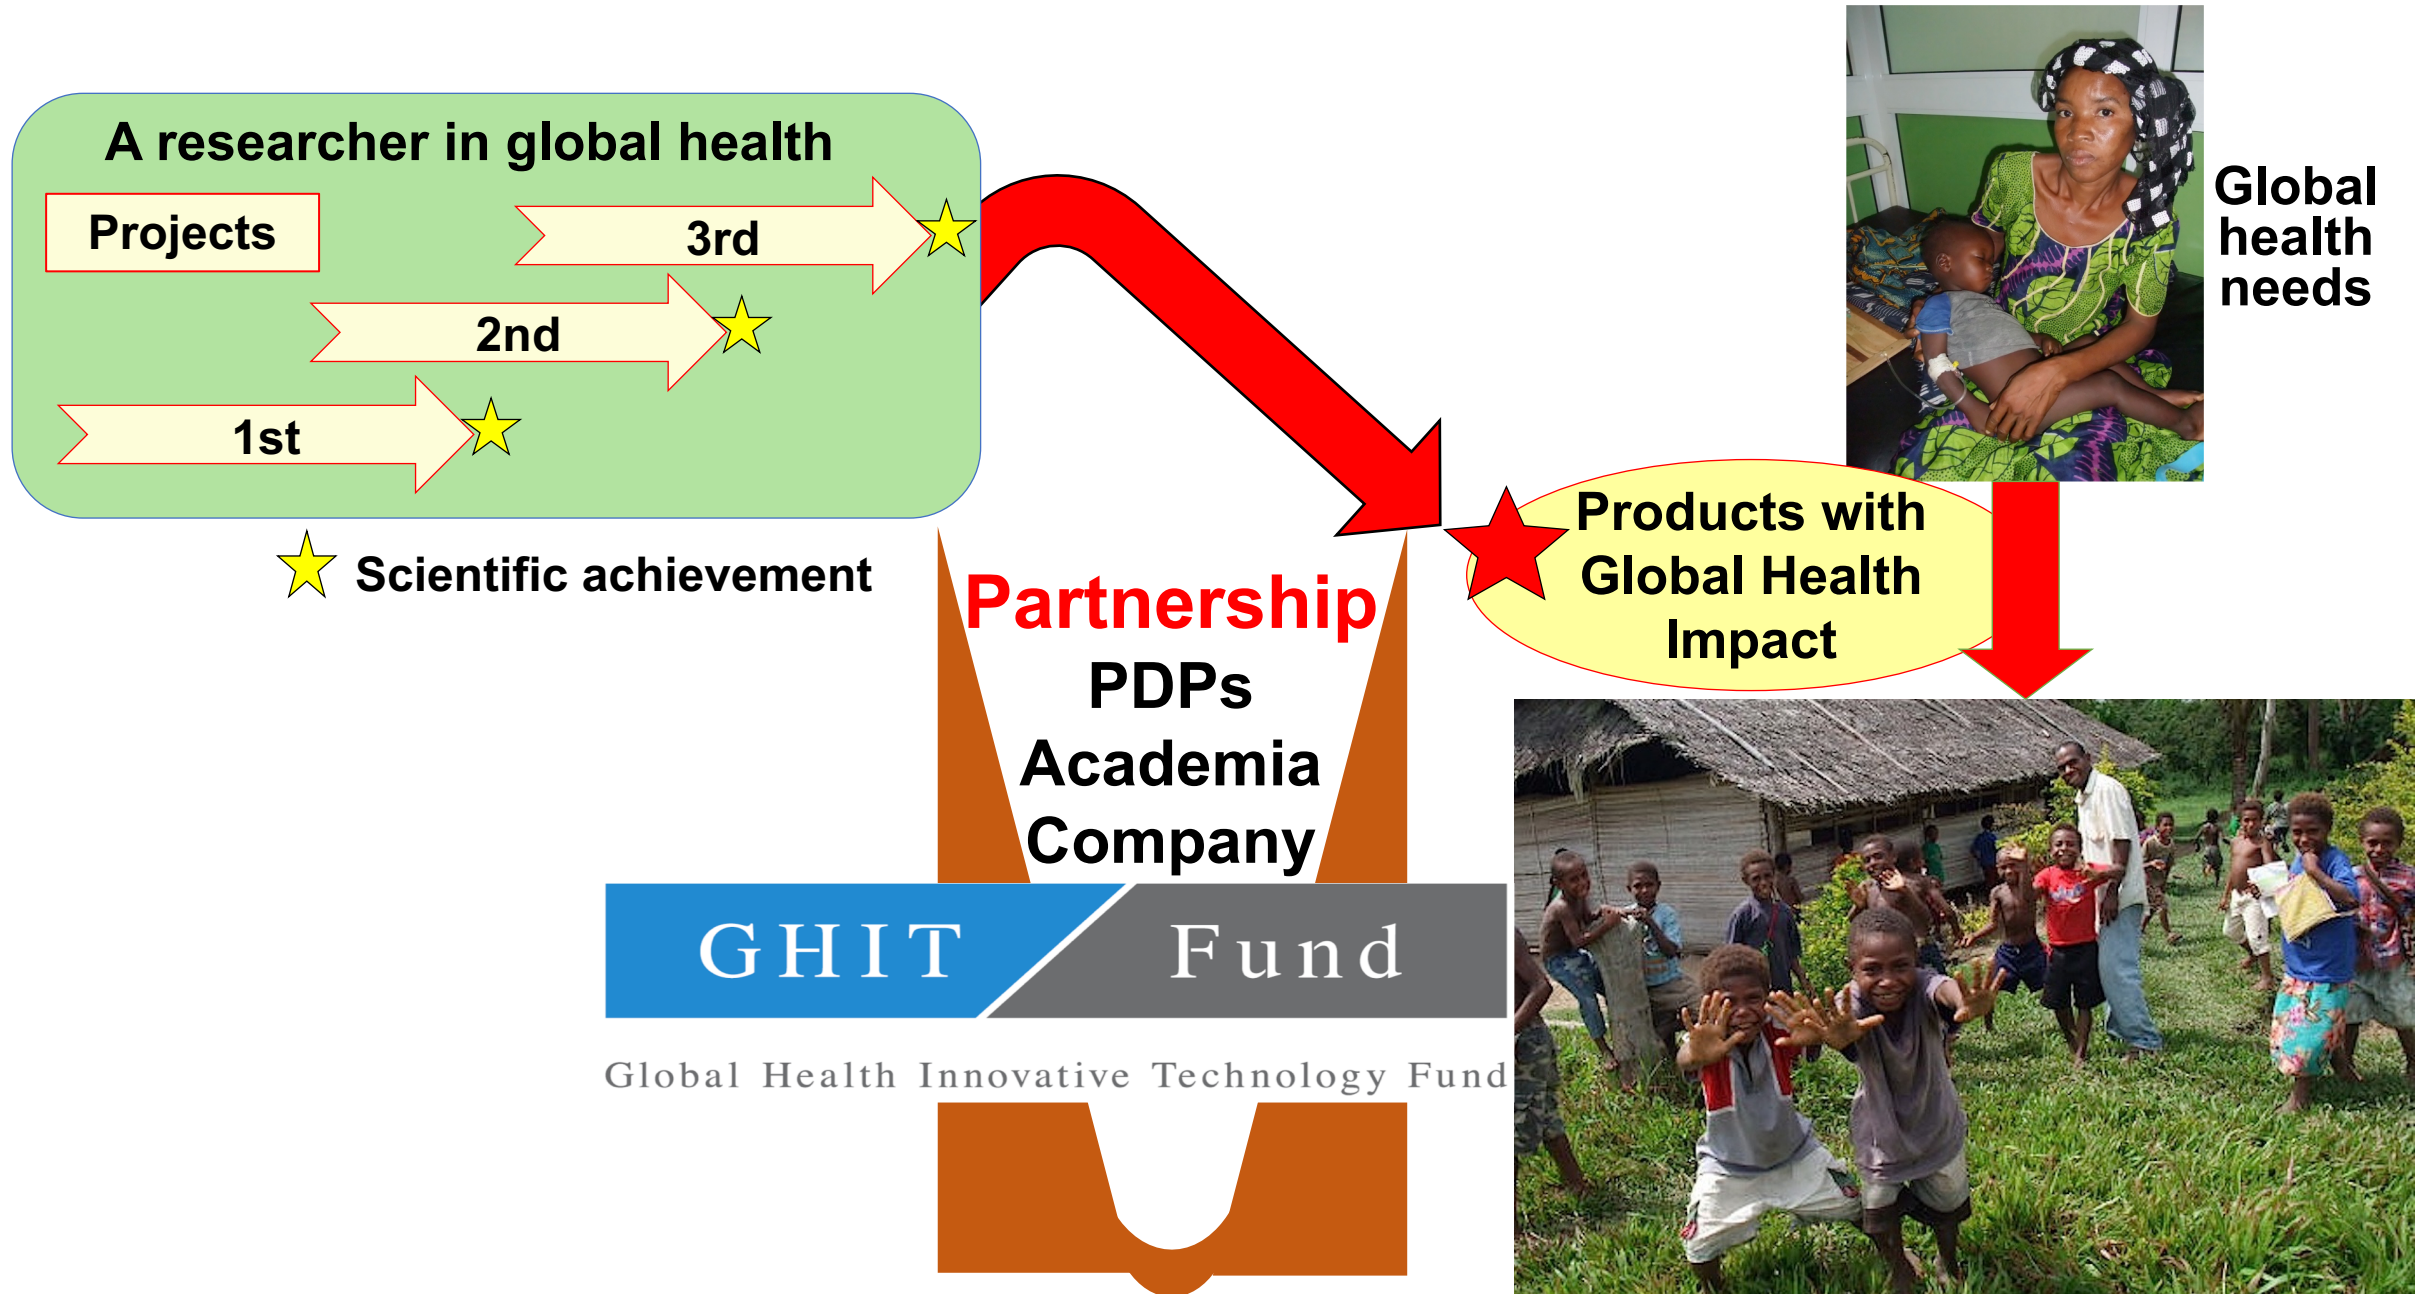 A researcher in global health
Projects
3rd
2nd
1st
Scientific achievement
Global
health
needs
Products with
Global Health
Impact
Partnership
PDPs
Academia
Company
GHIT Fund
Global Health Innovative Technology Fund